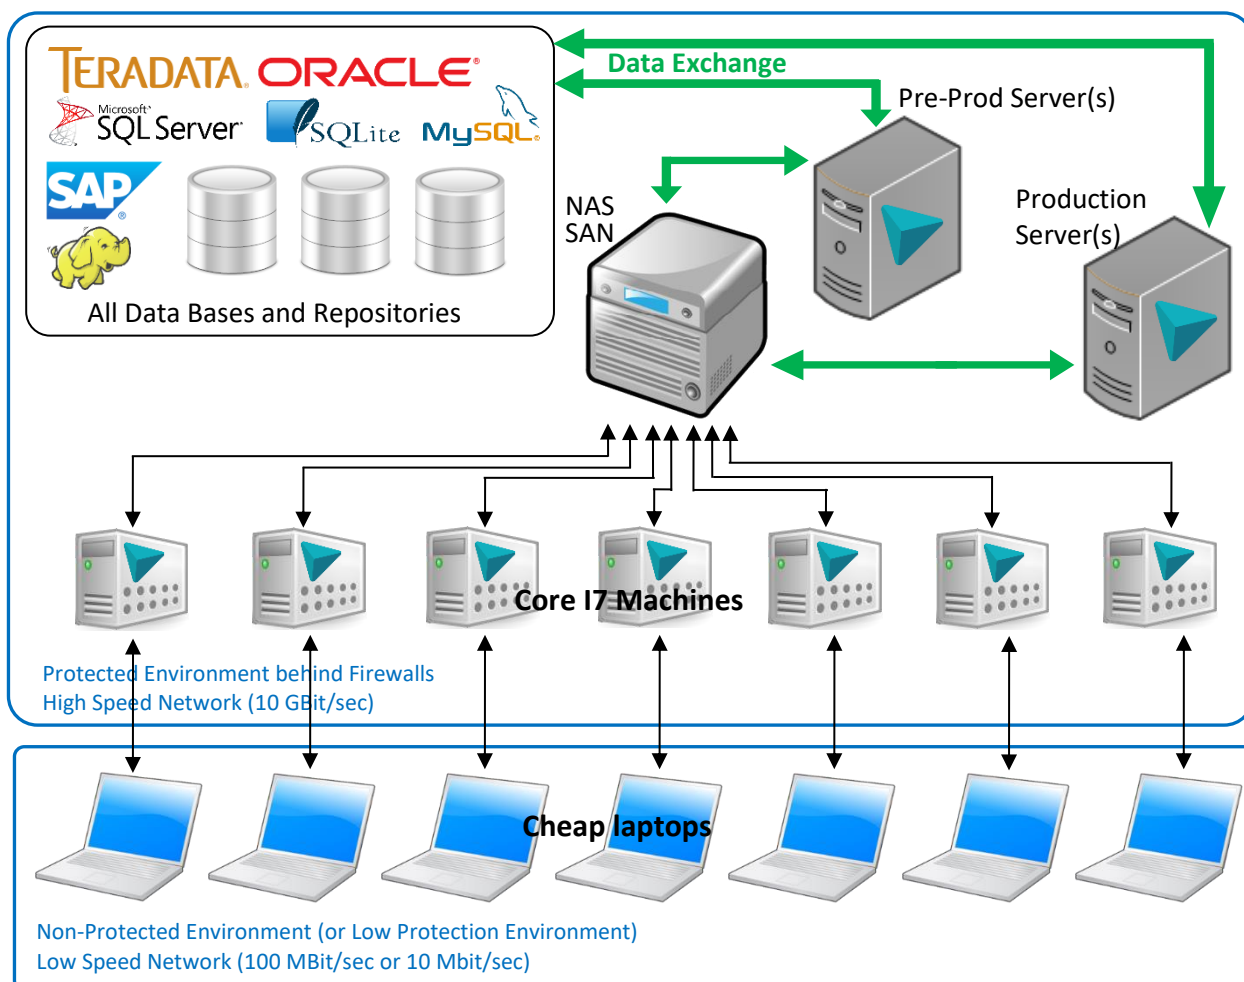 TERADATA®
ORACLE®
Data Exchange
Microsoft®
SQL Server®
SQLite
MySQL®
Pre-Prod Server(s)
SAP®
NAS
SAN
Production
Server(s)
All Data Bases and Repositories
Core I7 Machines
Protected Environment behind Firewalls
High Speed Network (10 GBit/sec)
Cheap laptops
Non-Protected Environment (or Low Protection Environment)
Low Speed Network (100 MBit/sec or 10 Mbit/sec)